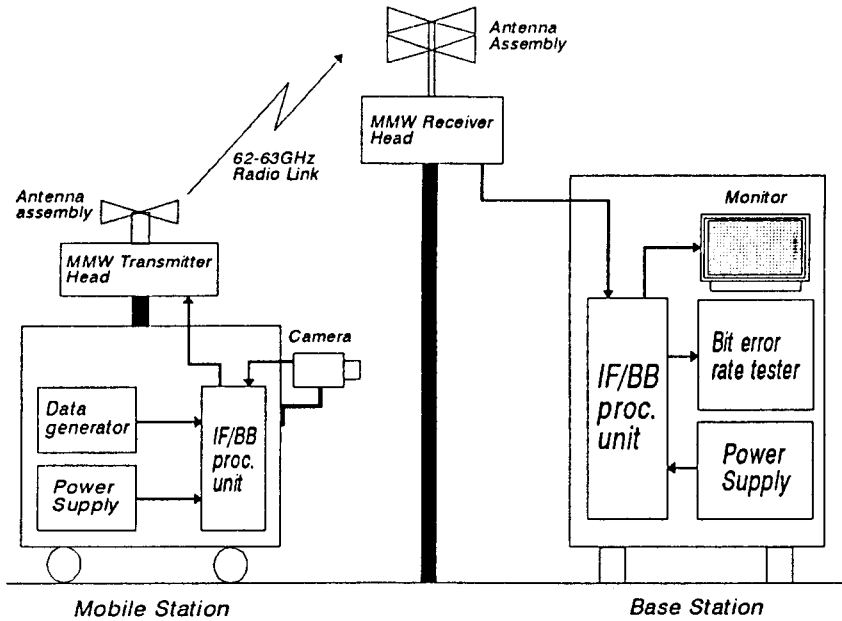 Antenna
Assembly
MMW Receiver
Head
62-63GHz
Radio Link
Antenna
assembly
MMW Transmitter
Head
Camera
Data
generator
Power
Supply
IF/BB
proc.
unit
Mobile Station
Monitor
IF/BB
proc.
unit
Bit error
rate tester
Power
Supply
Base Station